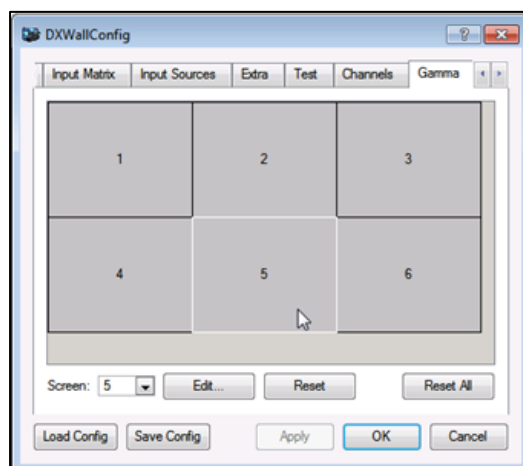 DXWallConfig
Input Matrix Input Sources Extra Test Channels Gamma
1 2 3
4 5 6
Screen: 5 Edit... Reset Reset All
Load Config Save Config Apply OK Cancel